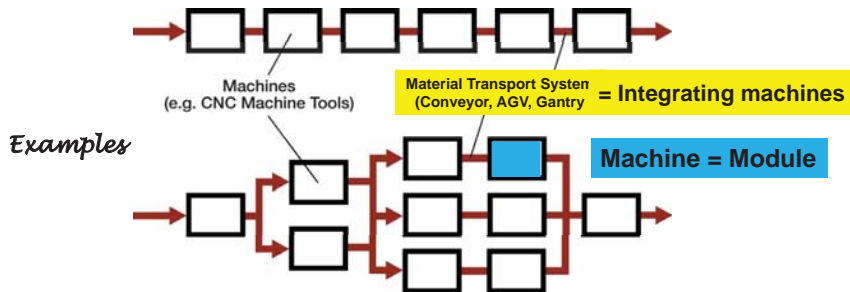 Machines
(e.g. CNC Machine Tools)
Material Transport System
(Conveyor, AGV, Gantry
= Integrating machines
Examples
Machine = Module